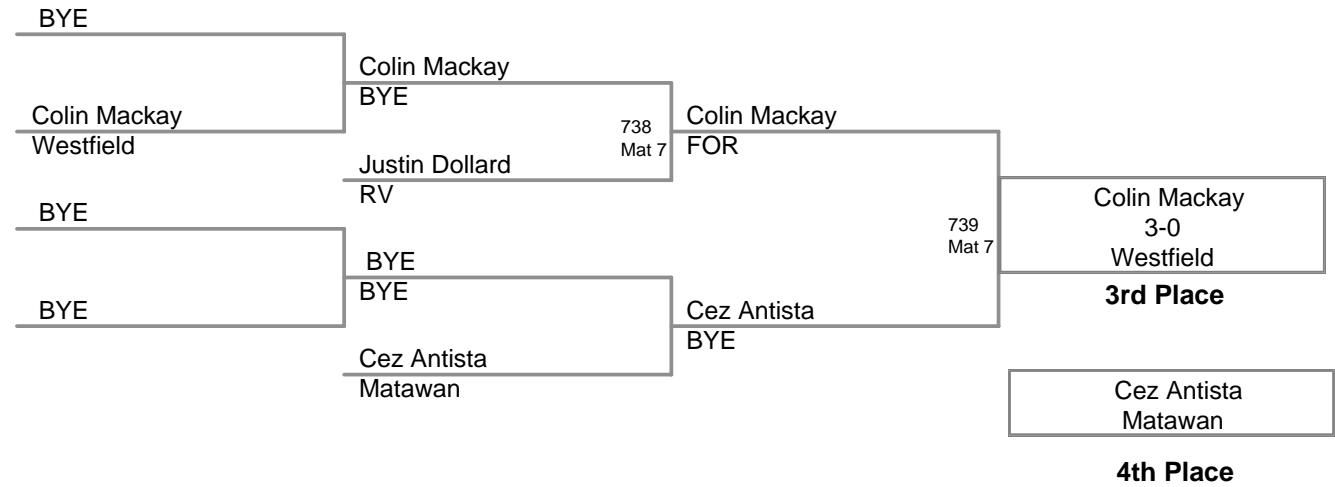 BYE
Colin Mackay
BYE
Colin Mackay
Westfield
738
Mat 7
Colin Mackay
FOR
Justin Dollard
RV
BYE
BYE
BYE
BYE
Cez Antista
BYE
Cez Antista
Matawan
739
Mat 7
Colin Mackay
3-0
Westfield
3rd Place
Cez Antista
Matawan
4th Place